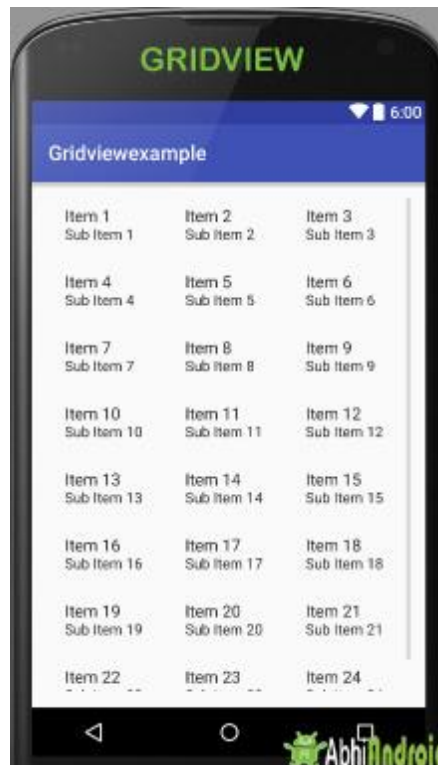 GRIDVIEW
6:00
Gridviewexample
Item 1 Item 2 Item 3
Sub Item 1 Sub Item 2 Sub Item 3
Item 4 Item 5 Item 6
Sub Item 4 Sub Item 5 Sub Item 6
Item 7 Item 8 Item 9
Sub Item 7 Sub Item 8 Sub Item 9
Item 10 Item 11 Item 12
Sub Item 10 Sub Item 11 Sub Item 12
Item 13 Item 14 Item 15
Sub Item 13 Sub Item 14 Sub Item 15
Item 16 Item 17 Item 18
Sub Item 16 Sub Item 17 Sub Item 18
Item 19 Item 20 Item 21
Sub Item 19 Sub Item 20 Sub Item 21
Item 22 Item 23 Item 24
AbhiAndroid